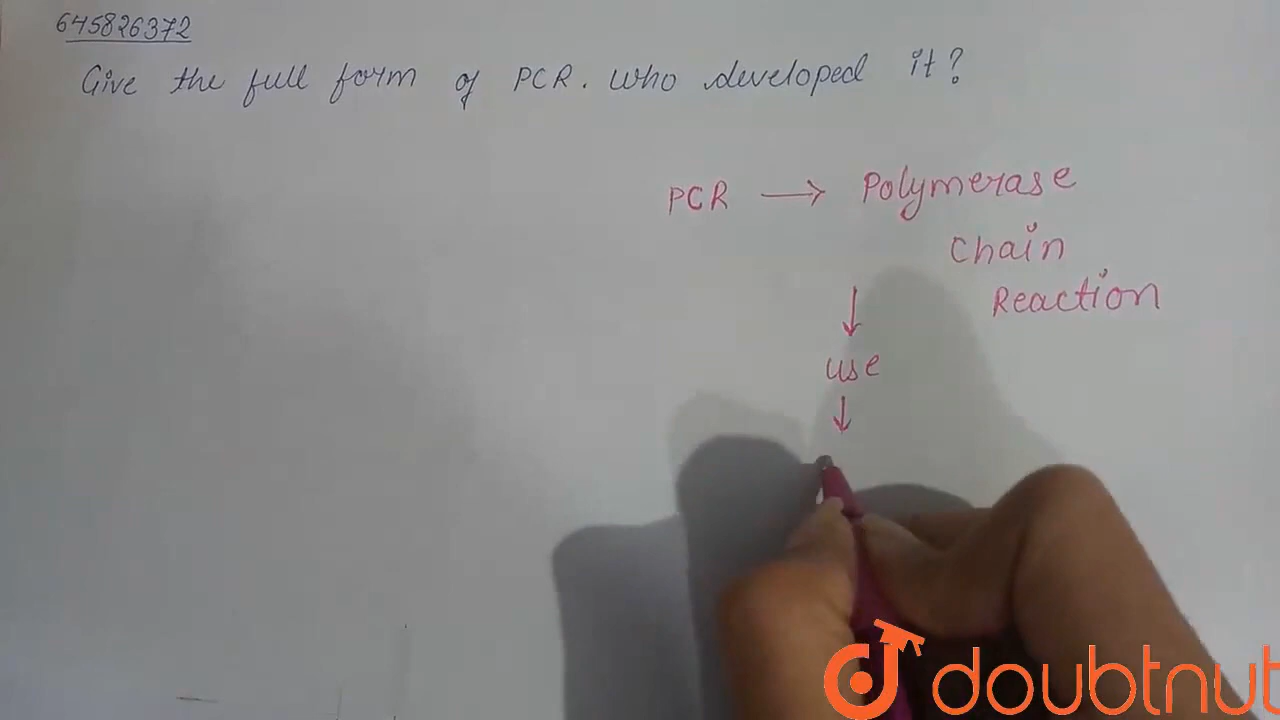 645826372
Give the full form of PCR. Who developed it?
PCR → Polymerase
Chain
Reaction
↓
use
↓
doubtnut